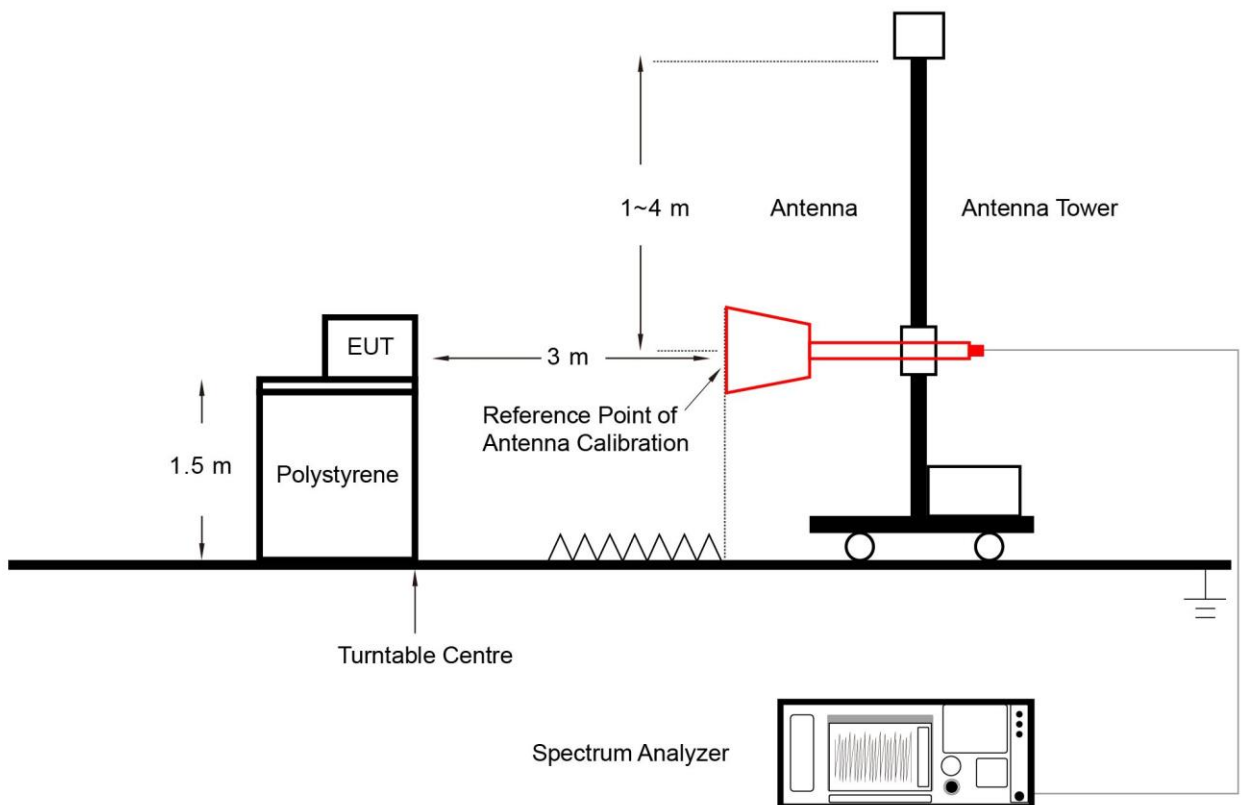 1~4 m
Antenna
Antenna Tower
EUT
3 m
Reference Point of
Antenna Calibration
1.5 m
Polystyrene
Turntable Centre
Spectrum Analyzer